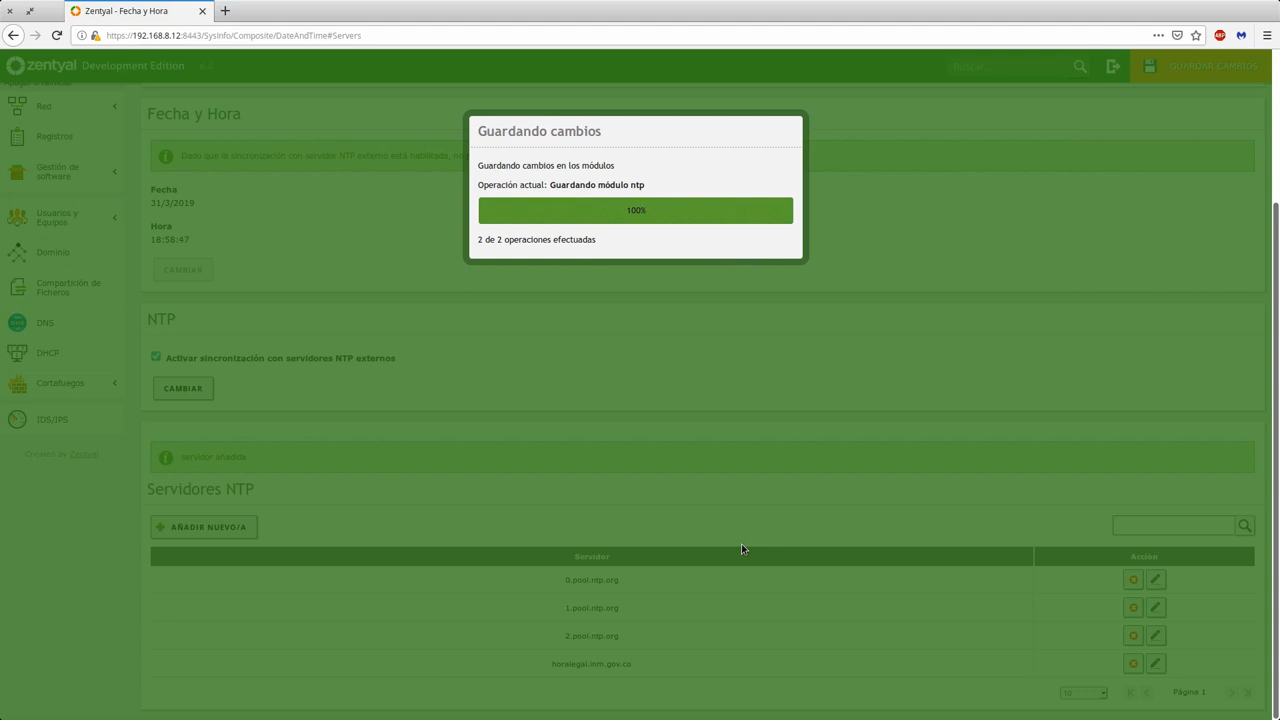 Zentyal - Fecha y Hora
https://192.168.8.12:8443/SysInfo/Composite/DateAndTime#Servers
zentyal Development Edition
Buscar...
GUARDAR CAMBIOS
Red
Registros
Gestión de
software
Usuarios y
Equipos
Dominio
Compartición de
Ficheros
DNS
DHCP
Cortafuegos
IDS/IPS
Created by Zentyal
Fecha y Hora
Dado que la sincronización con servidor NTP externo está habilitada,
Fecha
31/3/2019
Hora
18:58:47
CAMBIAR
Guardando cambios
Guardando cambios en los módulos
Operación actual: Guardando módulo ntp
100%
2 de 2 operaciones efectuadas
NTP
Activar sincronización con servidores NTP externos
CAMBIAR
servidor añadida
Servidores NTP
AÑADIR NUEVO/A
Servidor Acción
0.pool.ntp.org
1.pool.ntp.org
2.pool.ntp.org
horalegal.inm.gov.co
10 Página 1